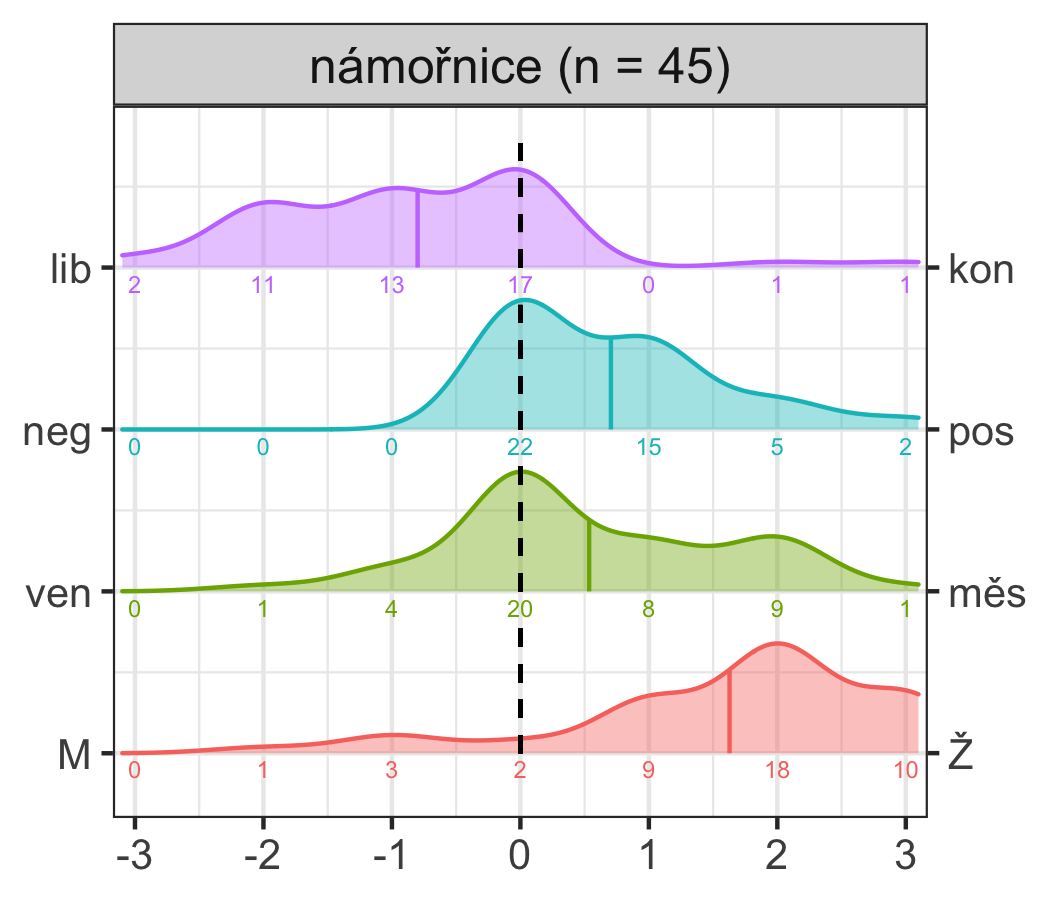 námořnice (n = 45)
lib kon
2 11 13 17 0 1 1
neg pos
0 0 0 22 15 5 2
ven měs
0 1 4 20 8 9 1
M Ž
0 1 3 2 9 18 10
-3 -2 -1 0 1 2 3